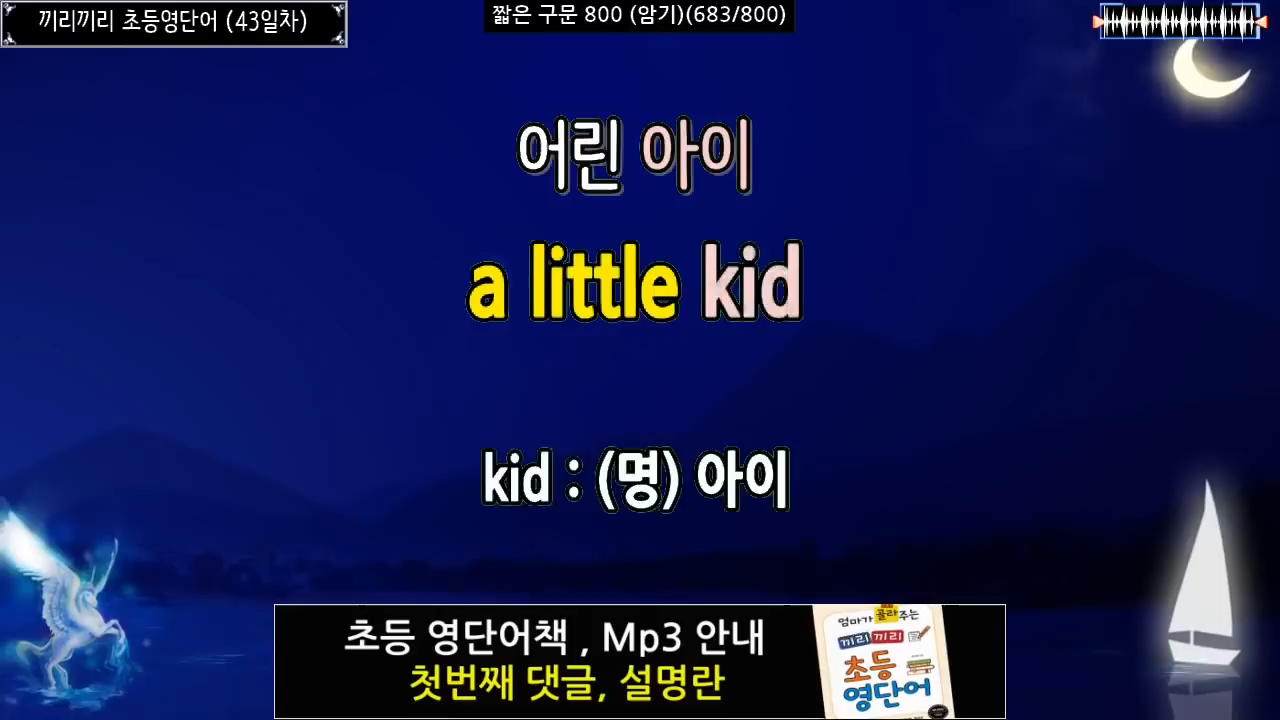 끼리끼리 초등영단어 (43일차)
짧은 구문 800 (암기)(683/800)
어린 아이
a little kid
kid : (명) 아이
초등 영단어책 , Mp3 안내
첫번째 댓글, 설명란
엄마가 골라주는
끼리끼리
초등
영단어